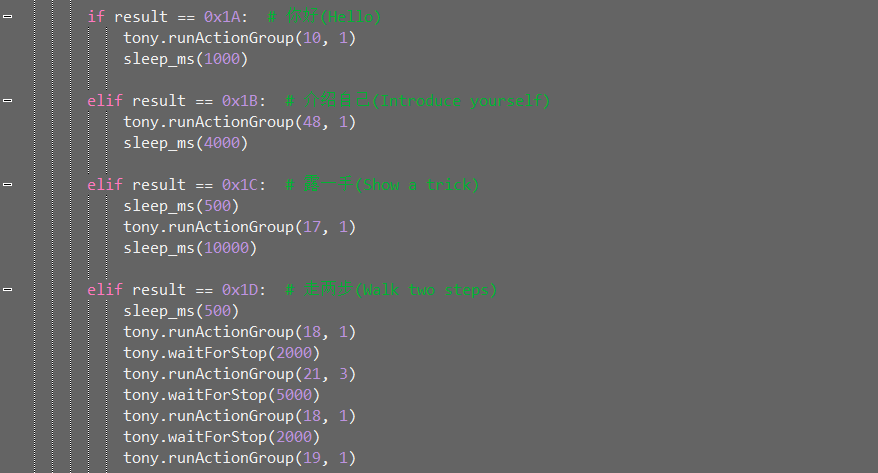 if result == 0x1A:  # 你好(Hello)
    tony.runActionGroup(10, 1)
    sleep_ms(1000)
elif result == 0x1B:  # 介绍自己(Introduce yourself)
    tony.runActionGroup(48, 1)
    sleep_ms(4000)
elif result == 0x1C:  # 露一手(Show a trick)
    sleep_ms(500)
    tony.runActionGroup(17, 1)
    sleep_ms(10000)
elif result == 0x1D:  # 走两步(Walk two steps)
    sleep_ms(500)
    tony.runActionGroup(18, 1)
    tony.waitForStop(2000)
    tony.runActionGroup(21, 3)
    tony.waitForStop(5000)
    tony.runActionGroup(18, 1)
    tony.waitForStop(2000)
    tony.runActionGroup(19, 1)